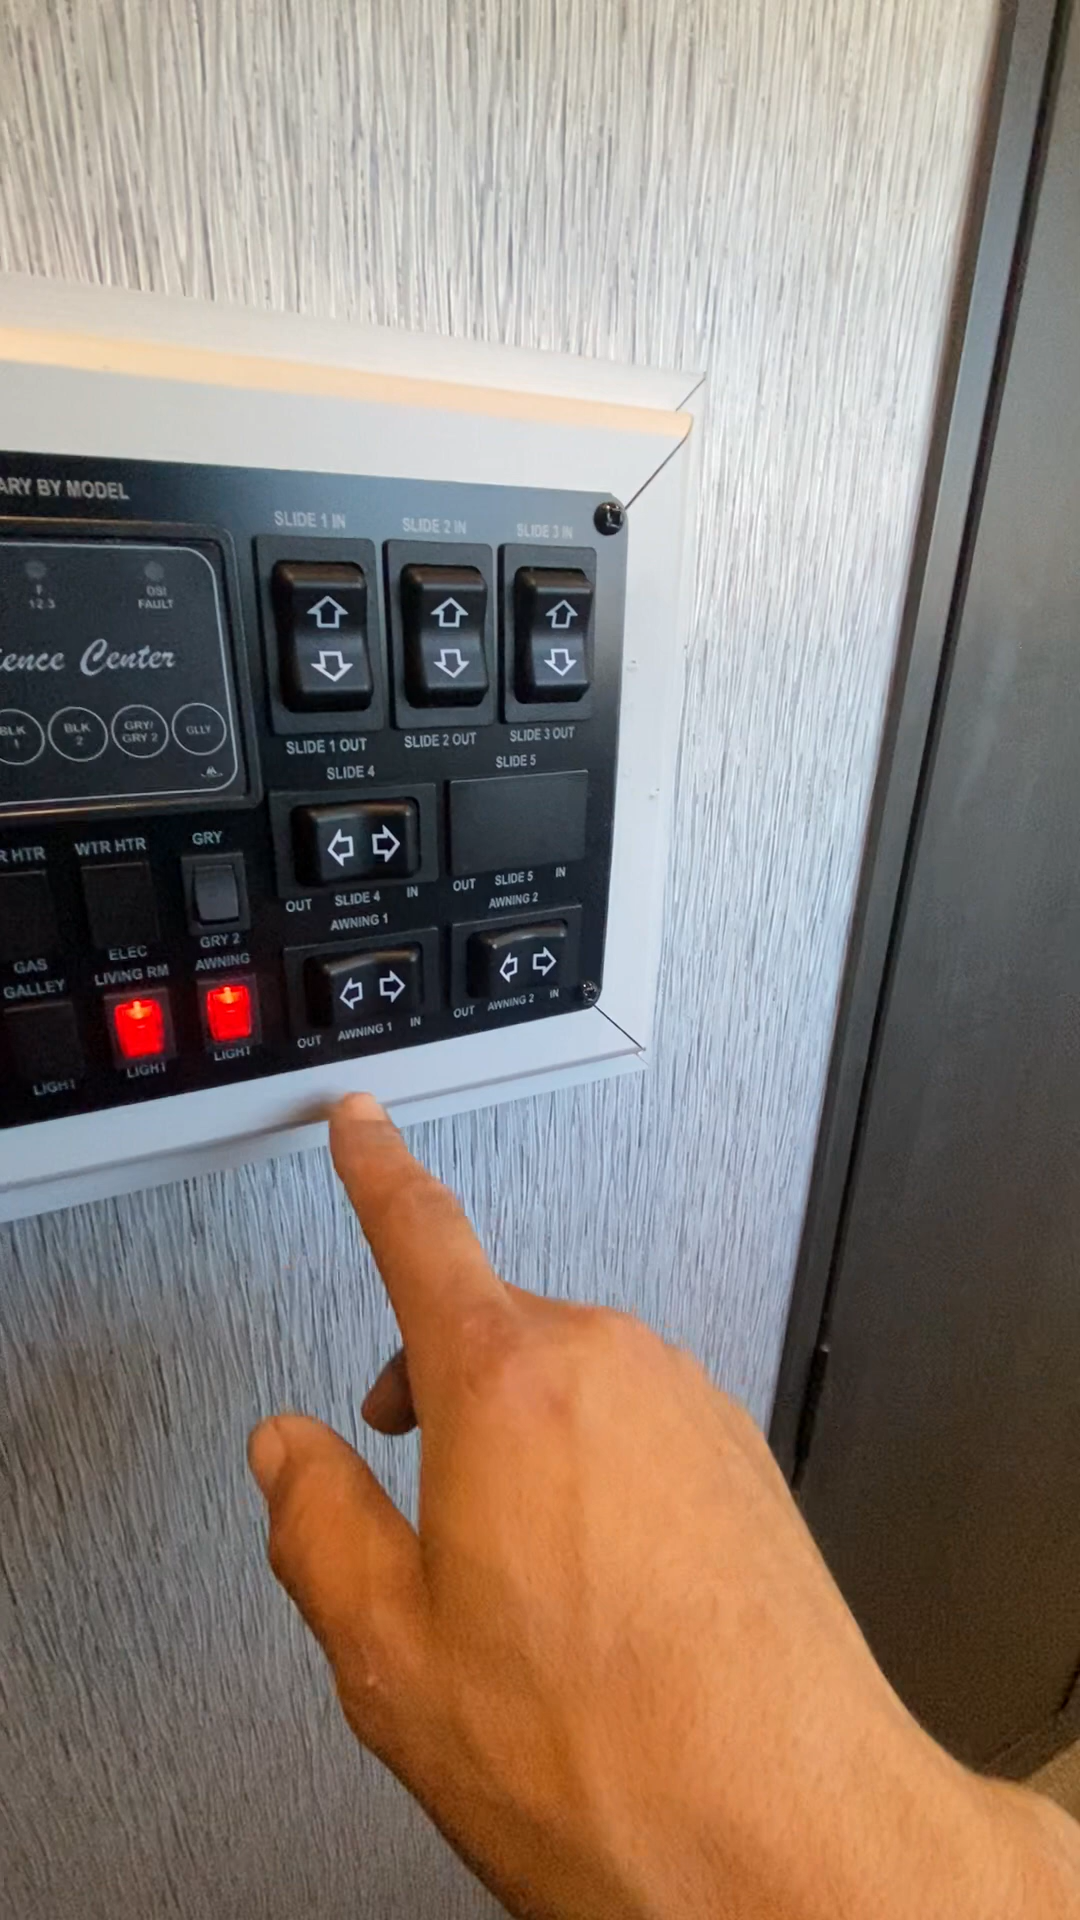 ARY BY MODEL
SLIDE 1 IN
SLIDE 2 IN
SLIDE 3 IN
F
12.3
OSI
FAULT
ience Center
BLK
1
BLK
2
GRY/
GRY 2
GLLY
SLIDE 1 OUT
SLIDE 2 OUT
SLIDE 3 OUT
SLIDE 4
SLIDE 5
R HTR
WTR HTR
GRY
OUT SLIDE 4 IN
OUT SLIDE 5 IN
GAS
ELEC
GRY 2
AWNING 1
AWNING 2
GALLEY
LIVING RM
AWNING
LIGHT
LIGHT
LIGHT
OUT AWNING 1 IN
OUT AWNING 2 IN